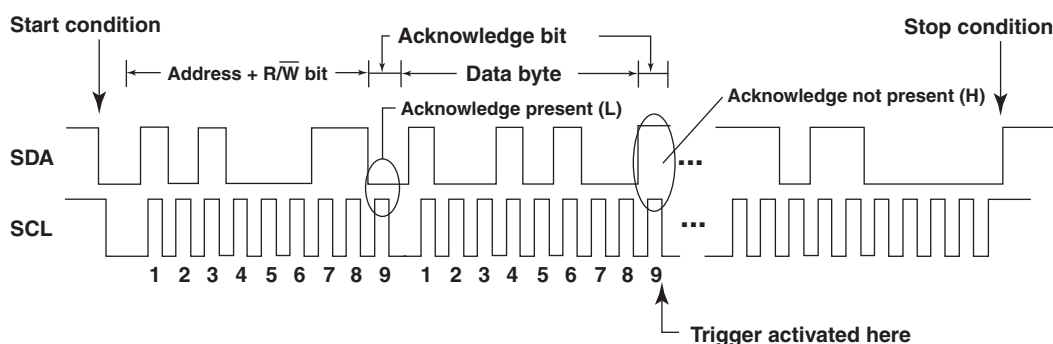 Start condition
Stop condition
Acknowledge bit
Address + R/W̅ bit
Data byte
Acknowledge present (L)
Acknowledge not present (H)
SDA
...
SCL
...
1 2 3 4 5 6 7 8 9 1 2 3 4 5 6 7 8 9
Trigger activated here